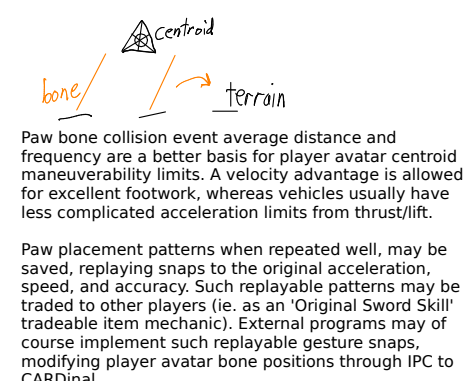 centroid
bone
terrain
Paw bone collision event average distance and
frequency are a better basis for player avatar centroid
maneuverability limits. A velocity advantage is allowed
for excellent footwork, whereas vehicles usually have
less complicated acceleration limits from thrust/lift.
Paw placement patterns when repeated well, may be
saved, replaying snaps to the original acceleration,
speed, and accuracy. Such replayable patterns may be
traded to other players (ie. as an 'Original Sword Skill'
tradeable item mechanic). External programs may of
course implement such replayable gesture snaps,
modifying player avatar bone positions through IPC to
CARDinal